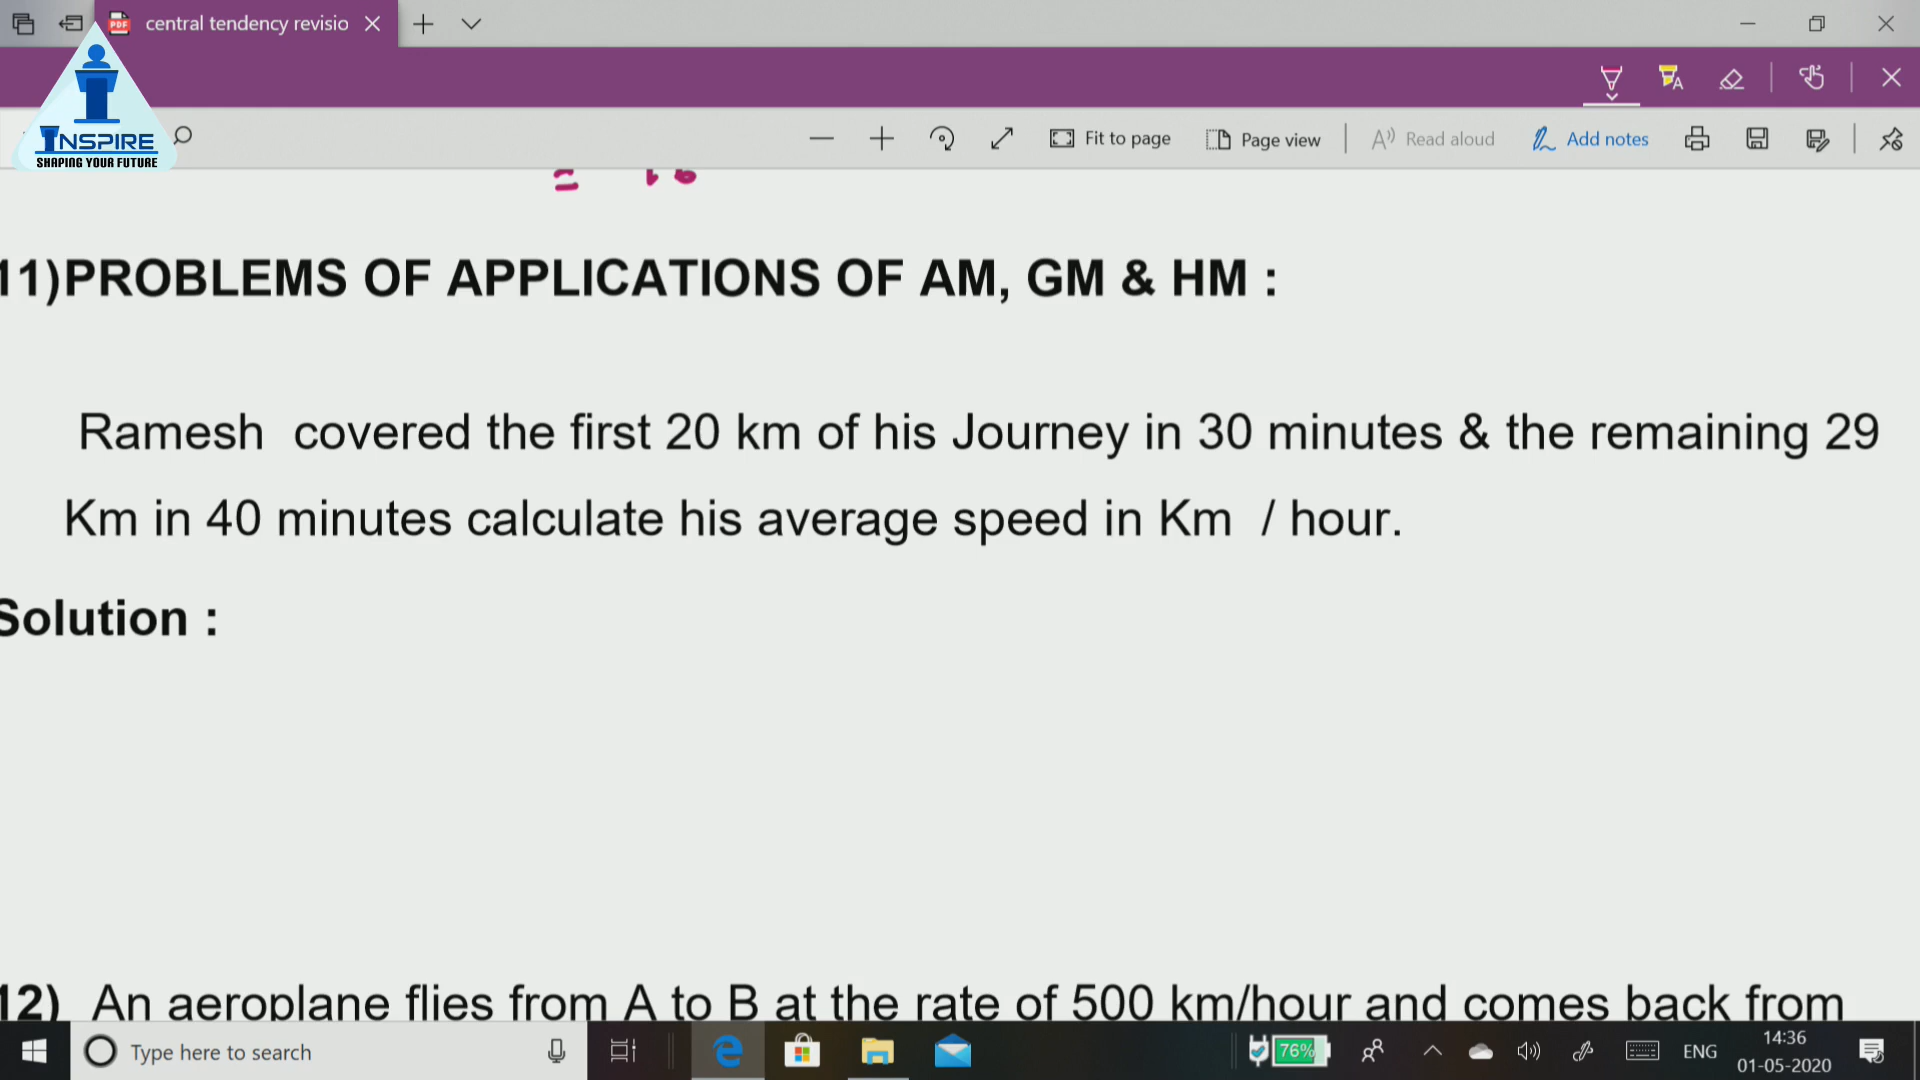 central tendency revisio
INSPIRE
SHAPING YOUR FUTURE
Fit to page
Page view
Read aloud
Add notes
11)PROBLEMS OF APPLICATIONS OF AM, GM & HM :
Ramesh covered the first 20 km of his Journey in 30 minutes & the remaining 29
Km in 40 minutes calculate his average speed in Km / hour.
Solution :
12) An aeroplane flies from A to B at the rate of 500 km/hour and comes back from
Type here to search
76%
ENG
14:36
01-05-2020